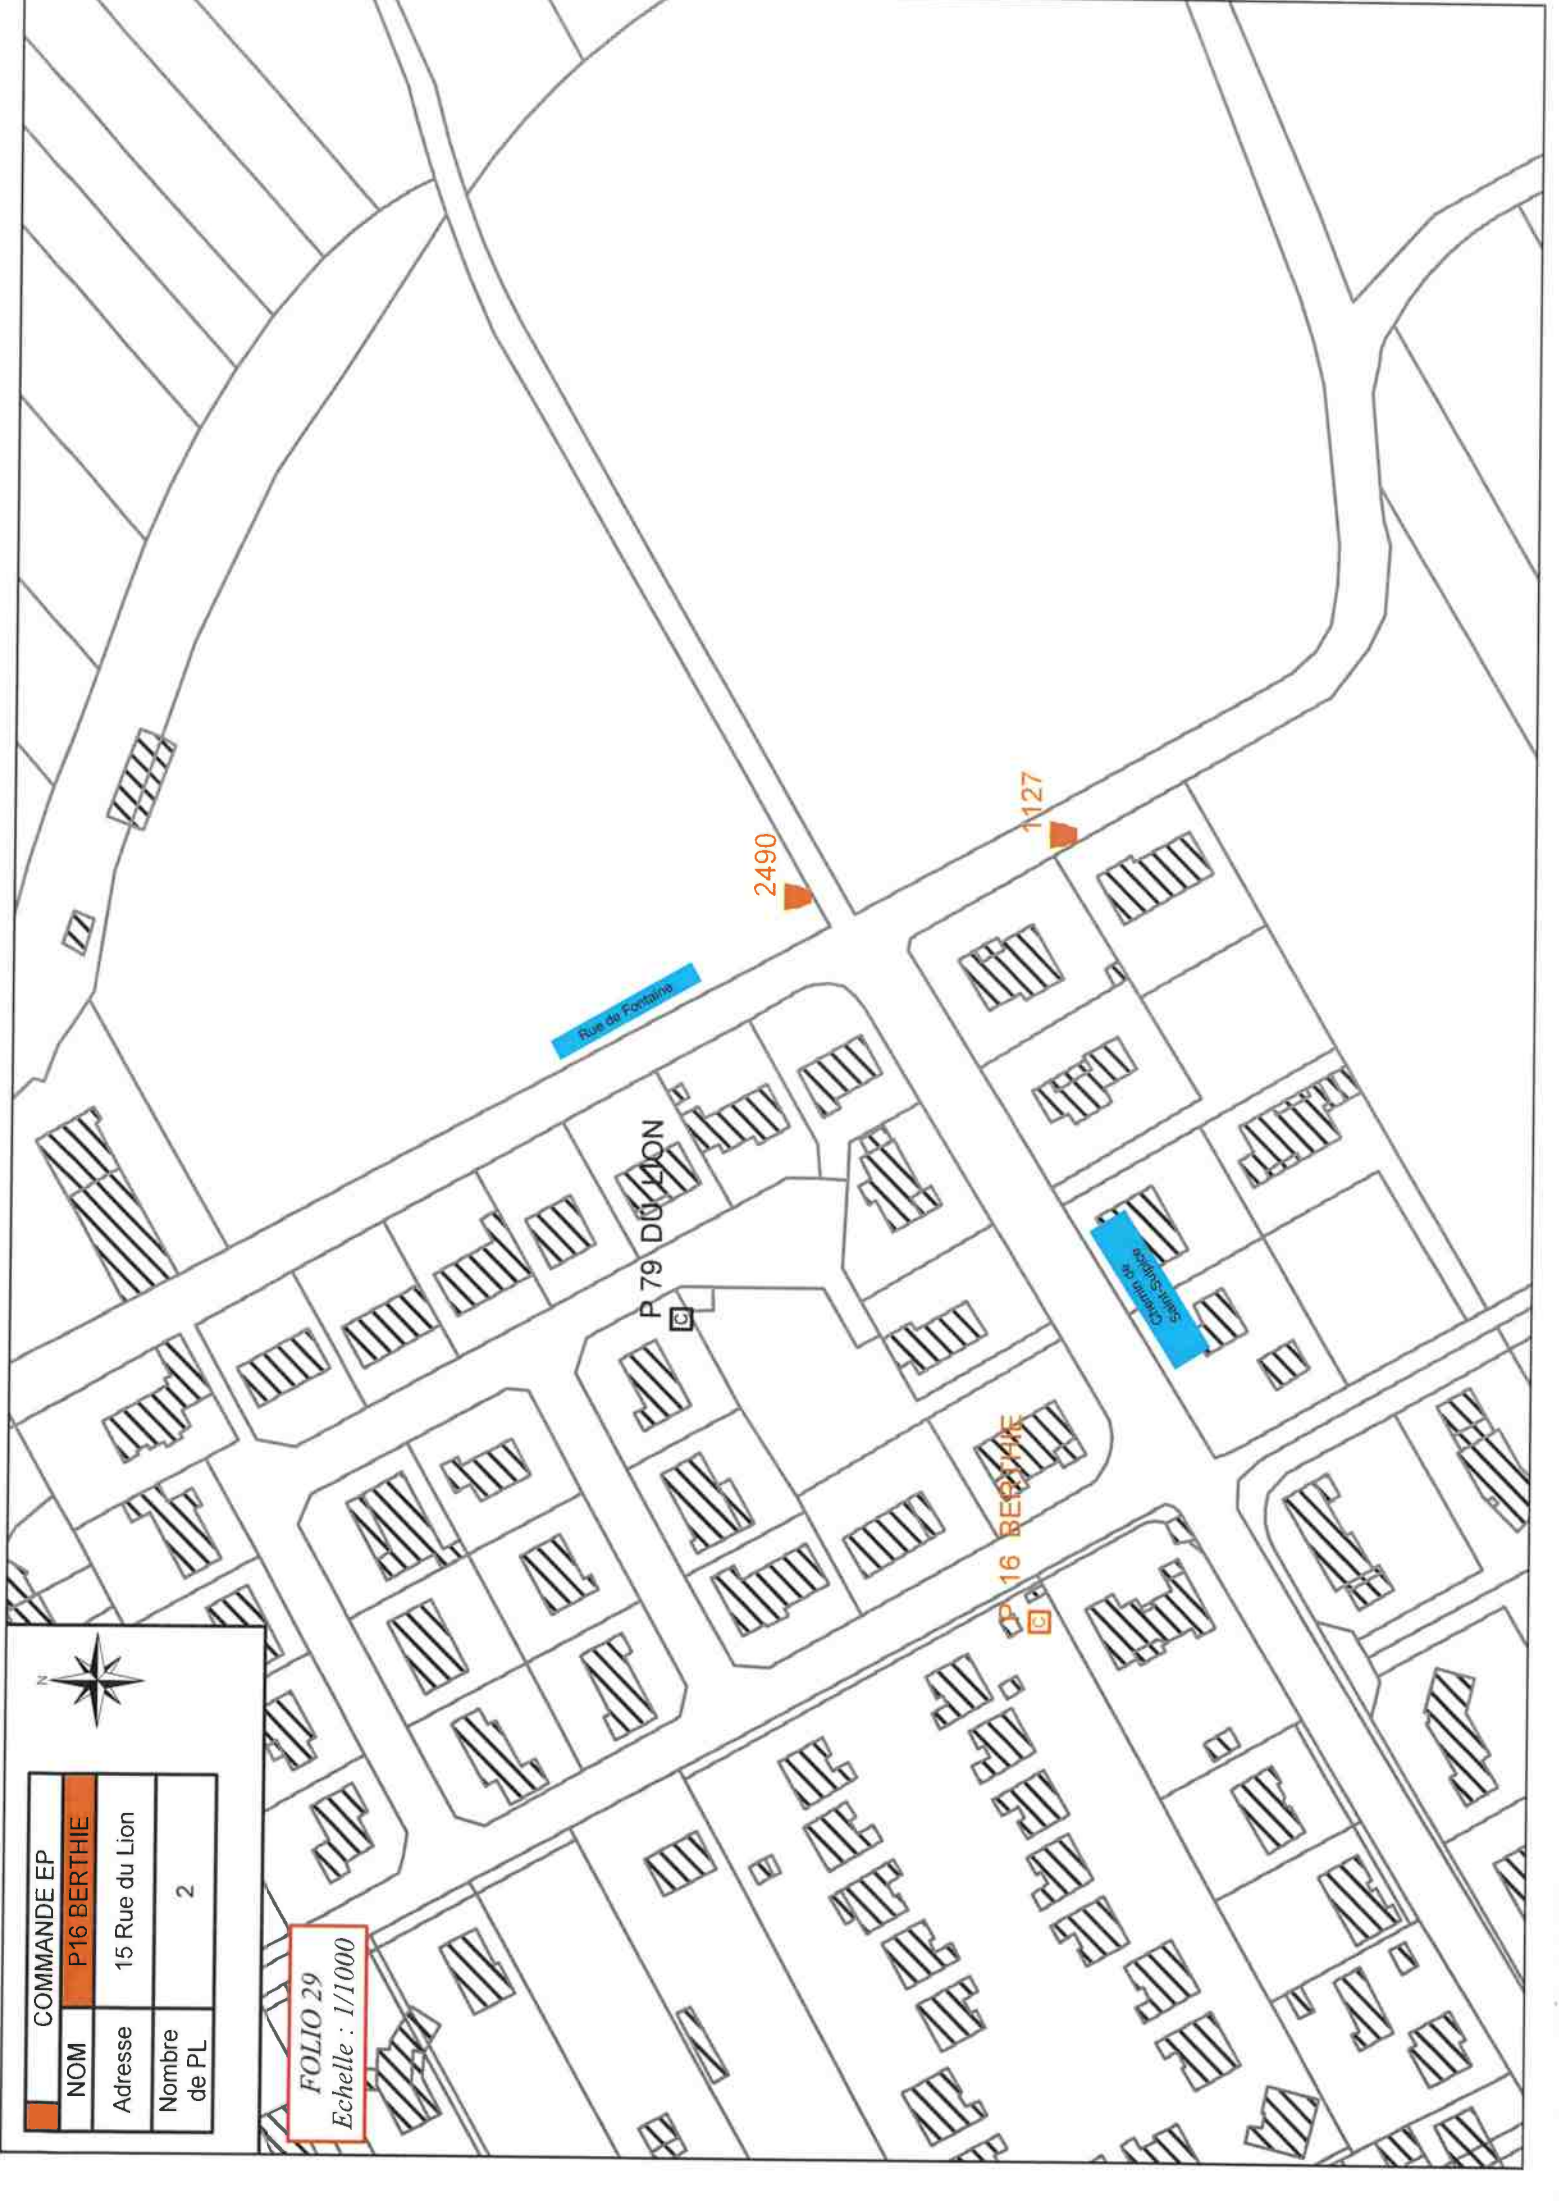 COMMANDE EP
NOM P16 BERTHIE
Adresse 15 Rue du Lion
Nombre
de PL 2
N
FOLIO 29
Echelle : 1/1000
P 79 DU LION
C
Rue de Fontaine
2490
1127
P 16 BERTHIE
C
Chemin de
Saint-Sulpice